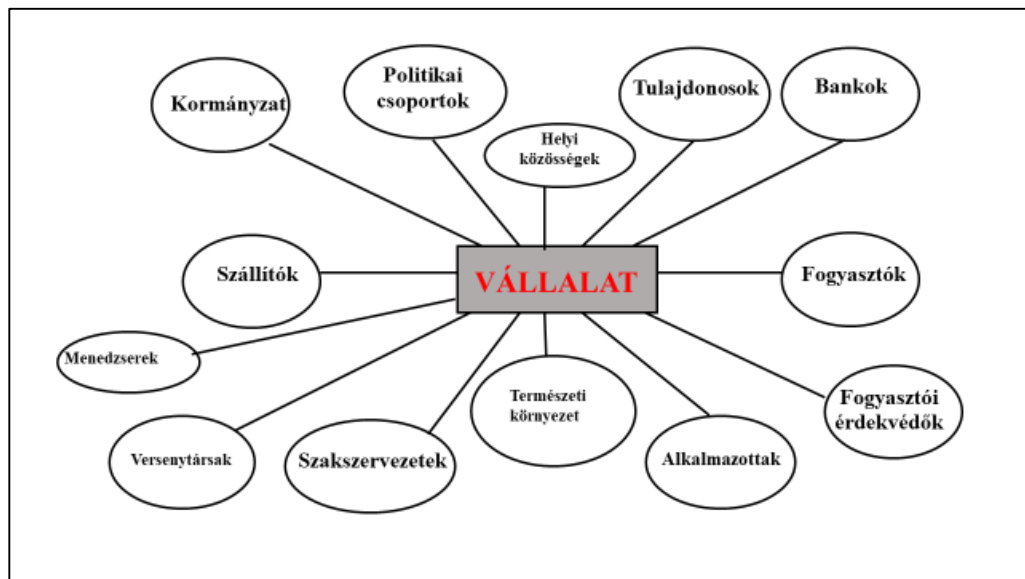 Kormányzat
Politikai
csoportok
Helyi
közösségek
Tulajdonosok
Bankok
Szállítók
VÁLLALAT
Fogyasztók
Menedzserek
Természeti
környezet
Fogyasztói
érdekvédők
Versenytársak
Szakszervezetek
Alkalmazottak